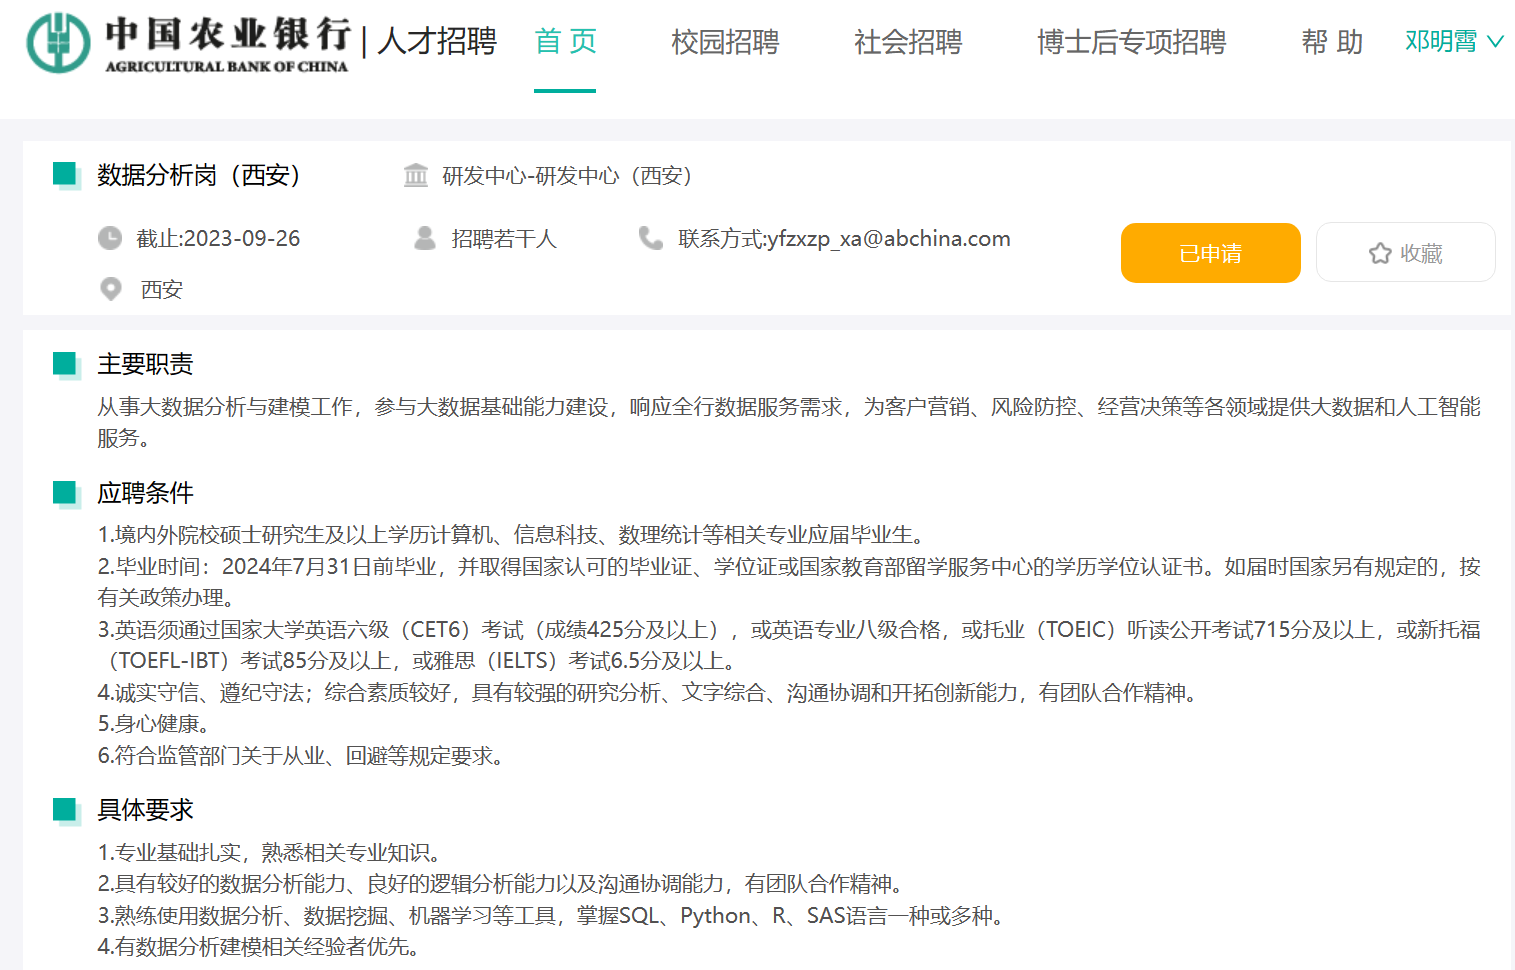 中国农业银行 | 人才招聘 首 页 校园招聘 社会招聘 博士后专项招聘 帮 助 邓明霄
AGRICULTURAL BANK OF CHINA
数据分析岗（西安） 研发中心-研发中心（西安）
截止:2023-09-26 招聘若干人 联系方式:yfzxzp_xa@abchina.com
已申请 收藏
西安
主要职责
从事大数据分析与建模工作，参与大数据基础能力建设，响应全行数据服务需求，为客户营销、风险防控、经营决策等各领域提供大数据和人工智能
服务。
应聘条件
1.境内外院校硕士研究生及以上学历计算机、信息科技、数理统计等相关专业应届毕业生。
2.毕业时间：2024年7月31日前毕业，并取得国家认可的毕业证、学位证或国家教育部留学服务中心的学历学位认证书。如届时国家另有规定的，按
有关政策办理。
3.英语须通过国家大学英语六级（CET6）考试（成绩425分及以上），或英语专业八级合格，或托业（TOEIC）听读公开考试715分及以上，或新托福
（TOEFL-IBT）考试85分及以上，或雅思（IELTS）考试6.5分及以上。
4.诚实守信、遵纪守法；综合素质较好，具有较强的研究分析、文字综合、沟通协调和开拓创新能力，有团队合作精神。
5.身心健康。
6.符合监管部门关于从业、回避等规定要求。
具体要求
1.专业基础扎实，熟悉相关专业知识。
2.具有较好的数据分析能力、良好的逻辑分析能力以及沟通协调能力，有团队合作精神。
3.熟练使用数据分析、数据挖掘、机器学习等工具，掌握SQL、Python、R、SAS语言一种或多种。
4.有数据分析建模相关经验者优先。